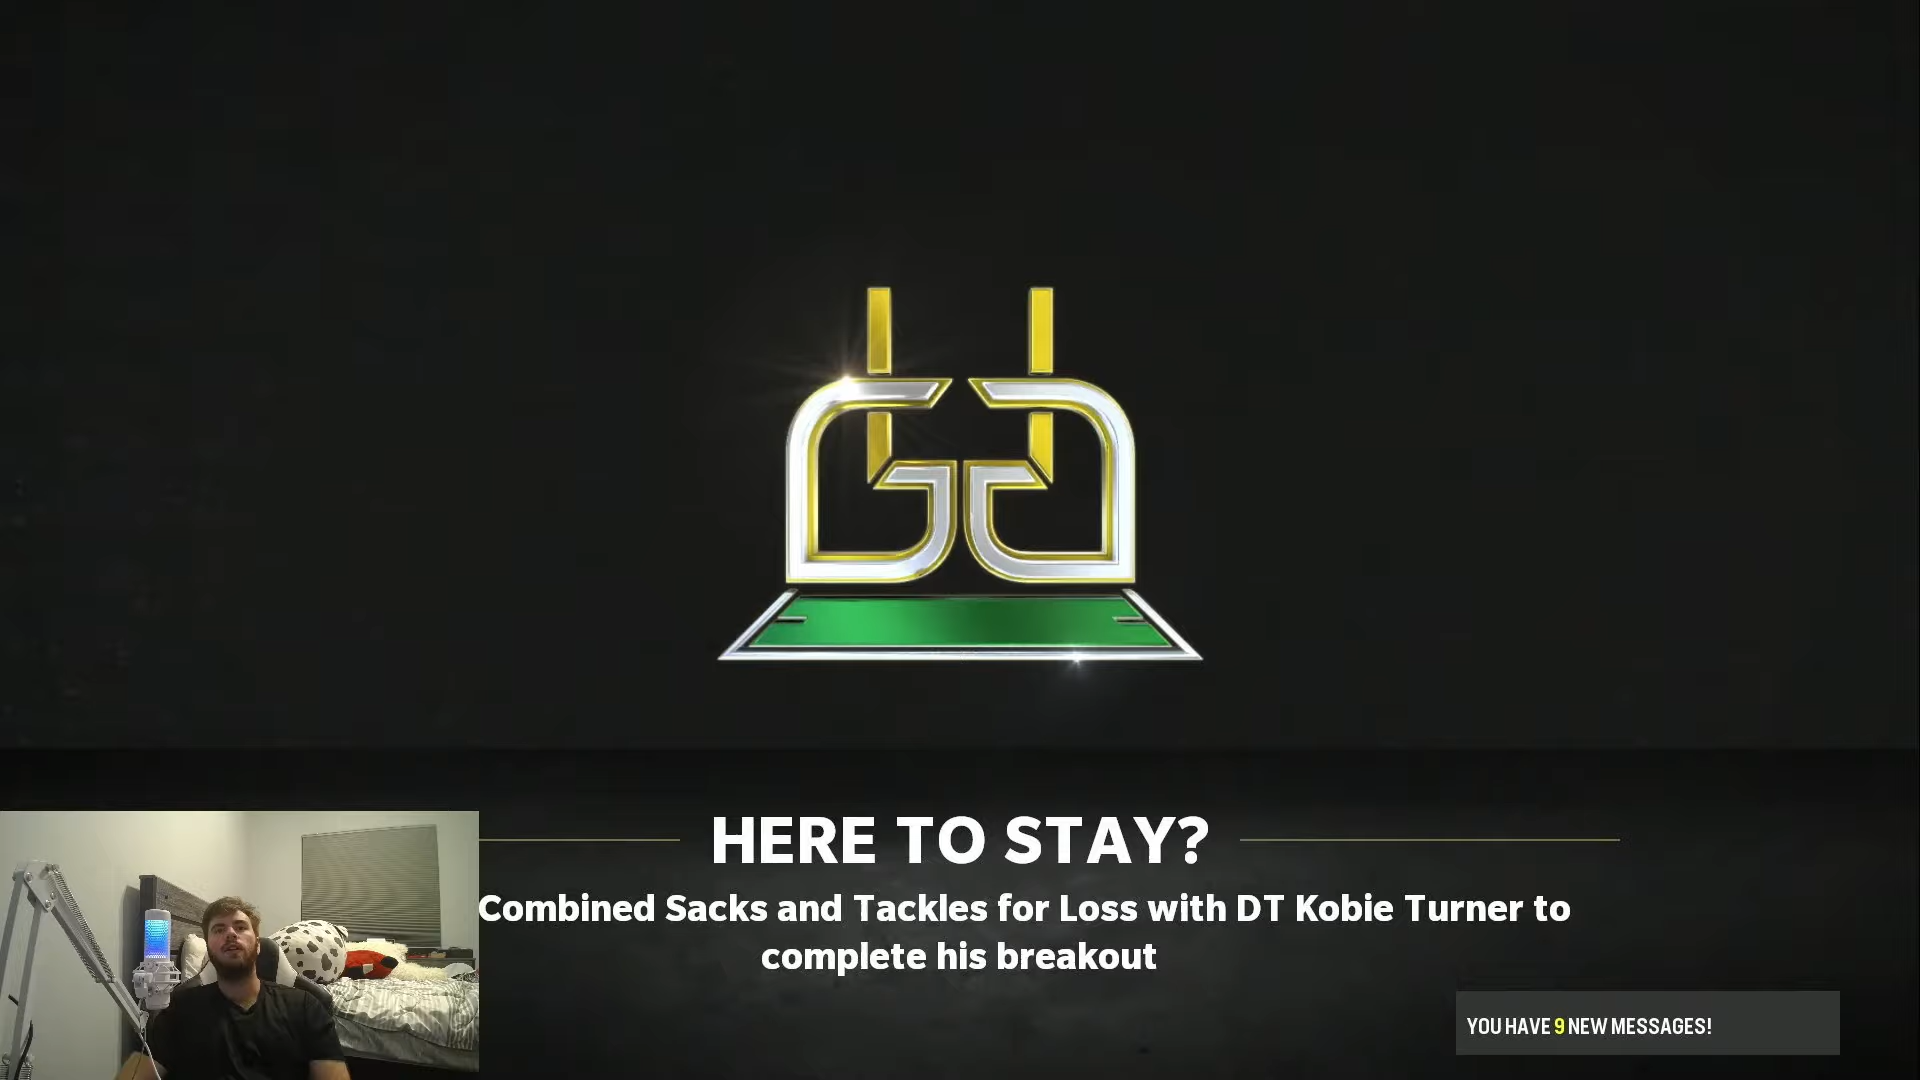 HERE TO STAY?
Combined Sacks and Tackles for Loss with DT Kobie Turner to
complete his breakout
YOU HAVE 9 NEW MESSAGES!